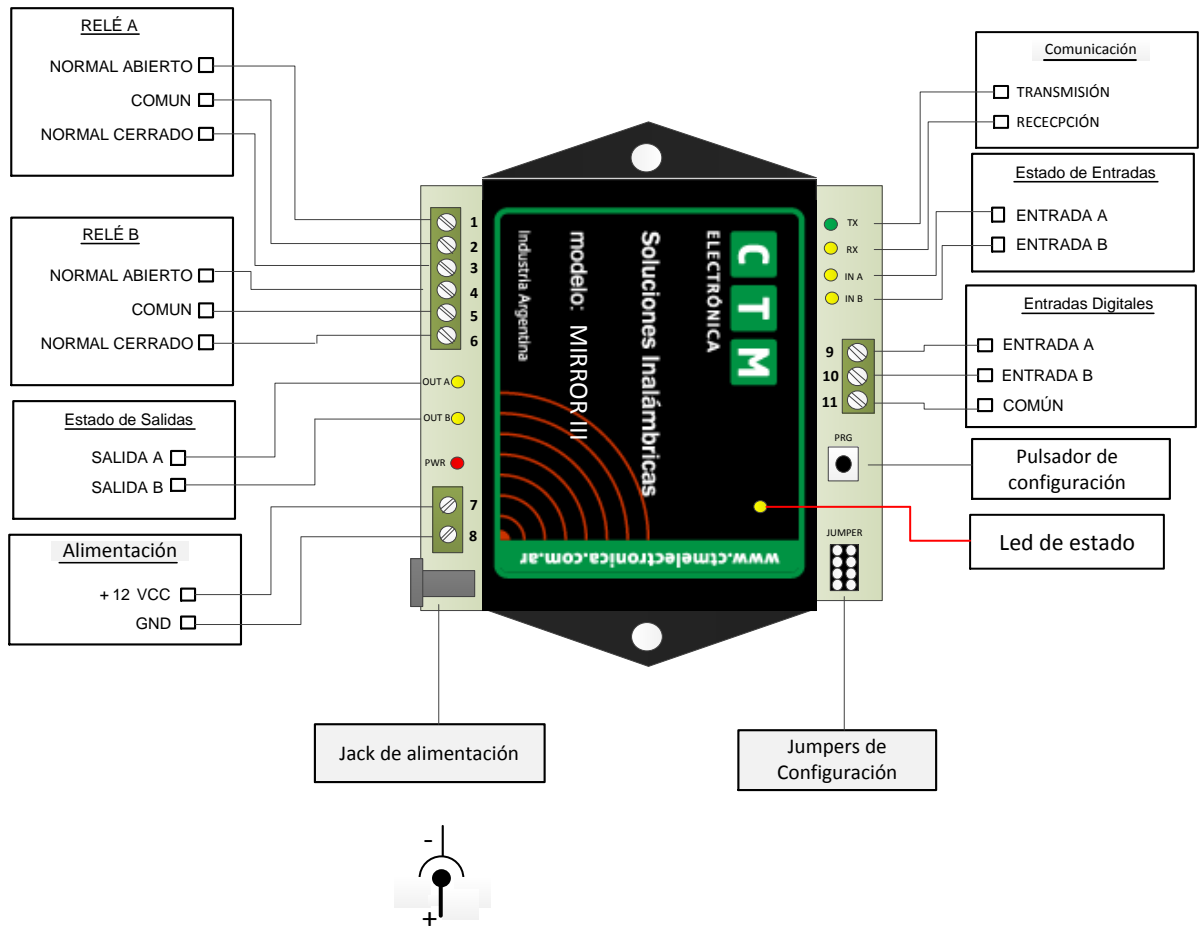 RELÉ A
NORMAL ABIERTO
COMUN
NORMAL CERRADO
RELÉ B
NORMAL ABIERTO
COMUN
NORMAL CERRADO
Estado de Salidas
SALIDA A
SALIDA B
Alimentación
+ 12 VCC
GND
1
2
3
4
5
6
OUT A
OUT B
PWR
7
8
C T M
ELECTRÓNICA
Soluciones Inalámbricas
modelo: MIRROR III
Industria Argentina
www.ctmelectronica.com.ar
TX
RX
IN A
IN B
9
10
11
PRG
JUMPER
Comunicación
TRANSMISIÓN
RECECPCIÓN
Estado de Entradas
ENTRADA A
ENTRADA B
Entradas Digitales
ENTRADA A
ENTRADA B
COMÚN
Pulsador de
configuración
Led de estado
Jack de alimentación
Jumpers de
Configuración
-
+